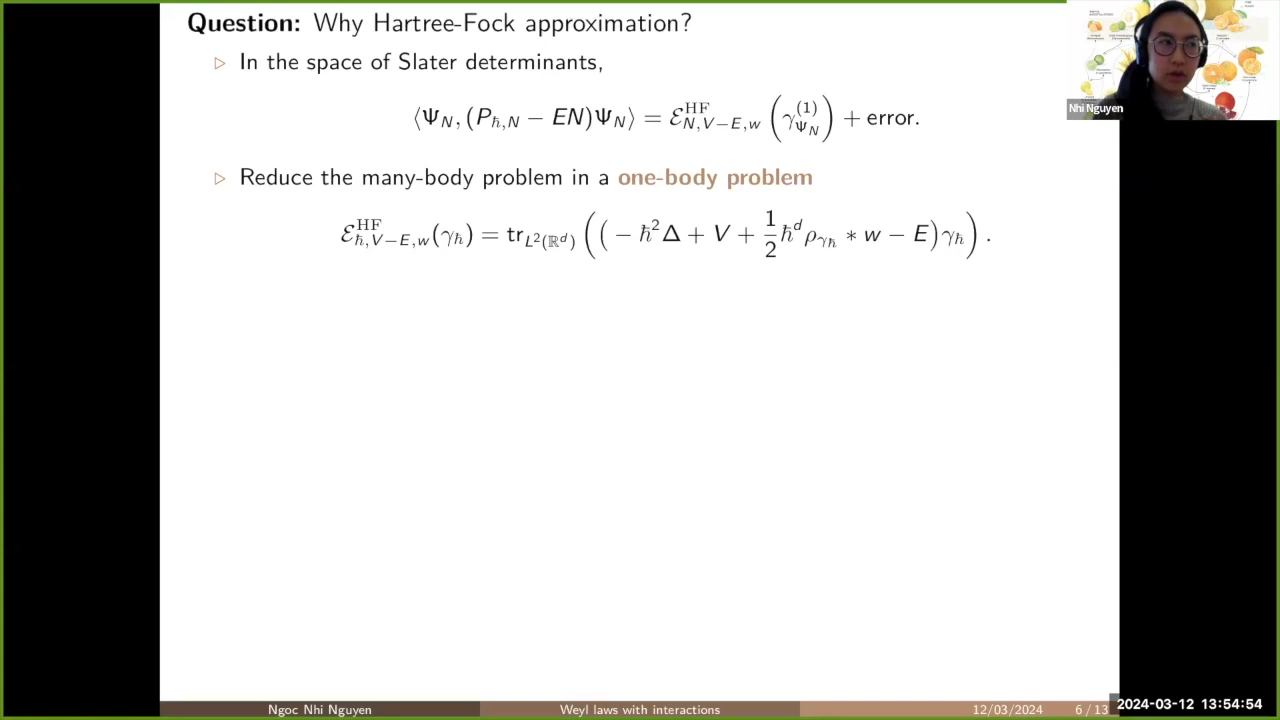 Question: Why Hartree-Fock approximation?
▷ In the space of Slater determinants,
⟨Ψ_N, (P_{ℏ,N} − EN)Ψ_N⟩ = ℰ^{HF}_{N,V−E,w} (γ^{(1)}_{Ψ_N}) + error.
▷ Reduce the many-body problem in a one-body problem
ℰ^{HF}_{ℏ,V−E,w}(γ_ℏ) = tr_{L²(ℝ^d)} ((−ℏ²Δ + V + 1/2 ℏ^d ρ_{γ_ℏ} ∗ w − E)γ_ℏ).
Nhi Nguyen
Ngoc Nhi Nguyen Weyl laws with interactions 12/03/2024 6 / 13
2024-03-12 13:54:54